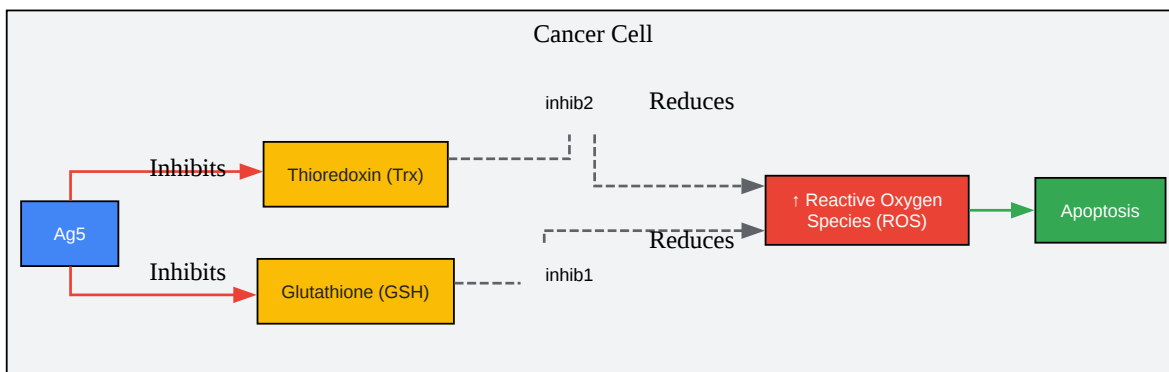 Cancer Cell
inhib2
Reduces
Inhibits
Thioredoxin (Trx)
↑ Reactive Oxygen
Species (ROS)
Apoptosis
Ag5
Reduces
Inhibits
inhib1
Glutathione (GSH)